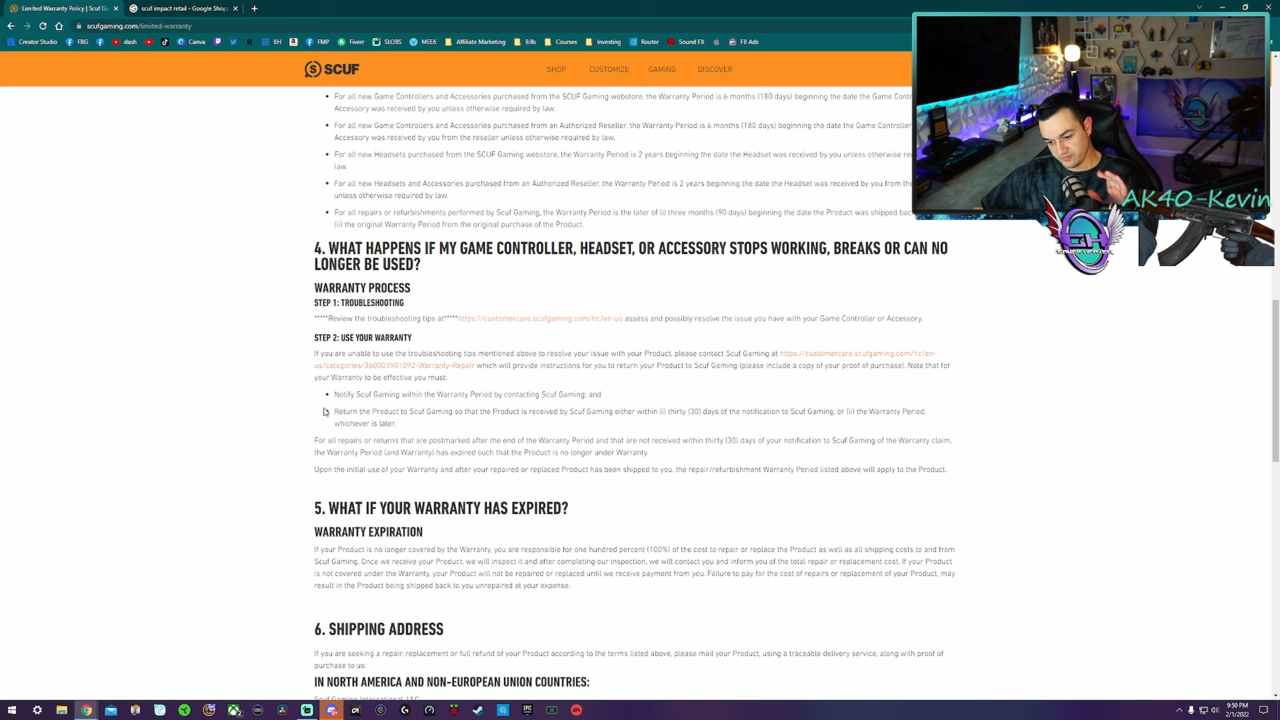 Limited Warranty Policy | Scuf Ga
scuf impact retail - Google Shop
scufgaming.com/limited-warranty
Creator Studio FBG fb dash TikTok Canva BH FMP Fiverr SLOBS MEE6 Affiliate Marketing Bills Courses Investing Router Sound FX FB Ads
SCUF SHOP CUSTOMIZE GAMING DISCOVER
For all new Game Controllers and Accessories purchased from the SCUF Gaming webstore, the Warranty Period is 6 months (180 days) beginning the date the Game
Accessory was received by you unless otherwise required by law.
For all new Game Controllers and Accessories purchased from an Authorized Reseller, the Warranty Period is 6 months (180 days) beginning the date the Game Controller
Accessory was received by you from the reseller unless otherwise required by law.
For all new Headsets purchased from the SCUF Gaming webstore, the Warranty Period is 2 years beginning the date the Headset was received by you unless otherwise
law.
For all new Headsets and Accessories purchased from an Authorized Reseller, the Warranty Period is 2 years beginning the date the Headset was received by you from the
unless otherwise required by law.
For all repairs or refurbishments performed by Scuf Gaming, the Warranty Period is the later of (i) three months (90 days) beginning the date the Product was shipped
(ii) the original Warranty Period from the original purchase of the Product.
4. WHAT HAPPENS IF MY GAME CONTROLLER, HEADSET, OR ACCESSORY STOPS WORKING, BREAKS OR CAN NO
LONGER BE USED?
WARRANTY PROCESS
STEP 1: TROUBLESHOOTING
*****Review the troubleshooting tips at*****https://customercare.scufgaming.com/hc/en-us assess and possibly resolve the issue you have with your Game Controller or Accessory.
STEP 2: USE YOUR WARRANTY
If you are unable to use the troubleshooting tips mentioned above to resolve your issue with your Product, please contact Scuf Gaming at https://customercare.scufgaming.com/hc/en-
us/categories/360003901092-Warranty-Repair which will provide instructions for you to return your Product to Scuf Gaming (please include a copy of your proof of purchase). Note that for
your Warranty to be effective you must:
Notify Scuf Gaming within the Warranty Period by contacting Scuf Gaming; and
Return the Product to Scuf Gaming so that the Product is received by Scuf Gaming either within (i) thirty (30) days of the notification to Scuf Gaming, or (ii) the Warranty Period,
whichever is later.
For all repairs or returns that are postmarked after the end of the Warranty Period and that are not received within thirty (30) days of your notification to Scuf Gaming of the Warranty claim,
the Warranty Period (and Warranty) has expired such that the Product is no longer under Warranty.
Upon the initial use of your Warranty and after your repaired or replaced Product has been shipped to you, the repair/refurbishment Warranty Period listed above will apply to the Product.
5. WHAT IF YOUR WARRANTY HAS EXPIRED?
WARRANTY EXPIRATION
If your Product is no longer covered by the Warranty, you are responsible for one hundred percent (100%) of the cost to repair or replace the Product as well as all shipping costs to and from
Scuf Gaming. Once we receive your Product, we will inspect it and after completing our inspection, we will contact you and inform you of the total repair or replacement cost. If your Product
is not covered under the Warranty, your Product will not be repaired or replaced until we receive payment from you. Failure to pay for the cost of repairs or replacement of your Product, may
result in the Product being shipped back to you unrepaired at your expense.
6. SHIPPING ADDRESS
If you are seeking a repair, replacement or full refund of your Product according to the terms listed above, please mail your Product, using a traceable delivery service, along with proof of
purchase to us:
IN NORTH AMERICA AND NON-EUROPEAN UNION COUNTRIES:
Scuf Gaming International, LLC
AK40-Kevin
9:50 PM
2/1/2022